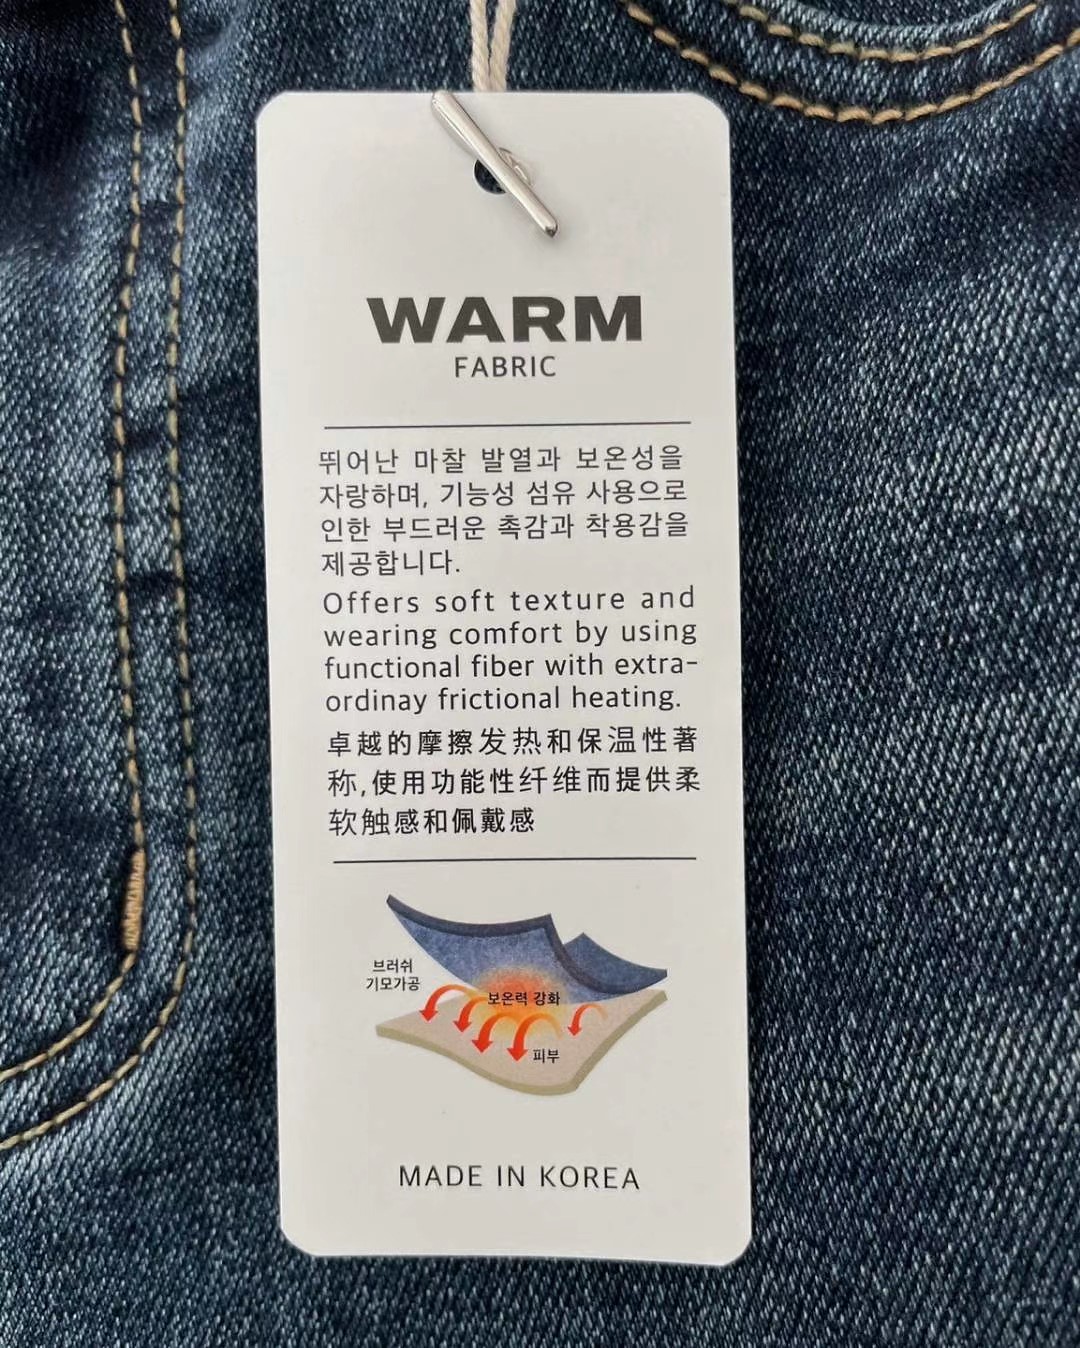 WARM
FABRIC
뛰어난 마찰 발열과 보온성을
자랑하며, 기능성 섬유 사용으로
인한 부드러운 촉감과 착용감을
제공합니다.
Offers soft texture and
wearing comfort by using
functional fiber with extra-
ordinay frictional heating.
卓越的摩擦发热和保温性著
称,使用功能性纤维而提供柔
软触感和佩戴感
브러쉬
기모가공
보온력 강화
피부
MADE IN KOREA